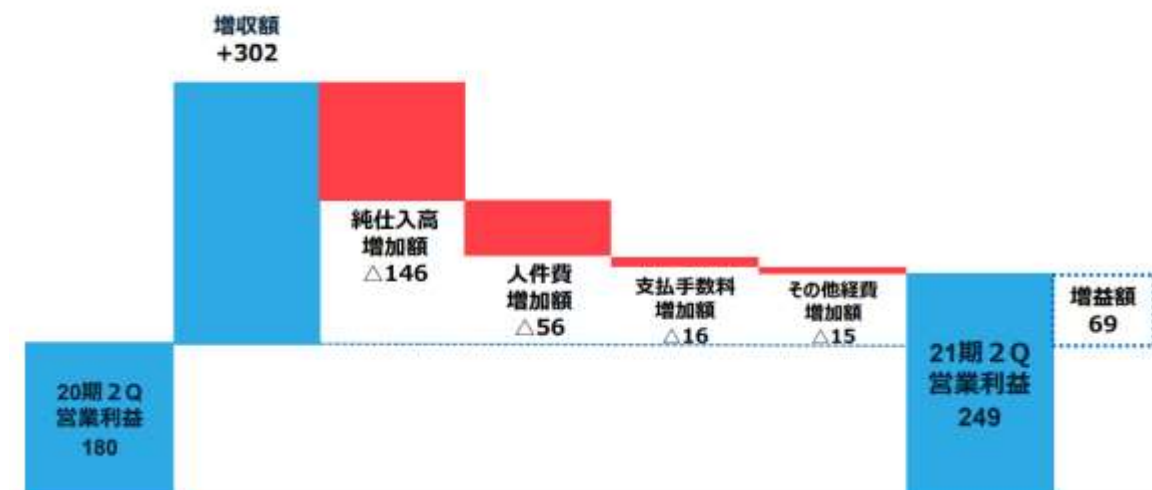 増収額
+302
純仕入高
増加額
△146
人件費
増加額
△56
支払手数料
増加額
△16
その他経費
増加額
△15
増益額
69
20期２Q
営業利益
180
21期２Q
営業利益
249